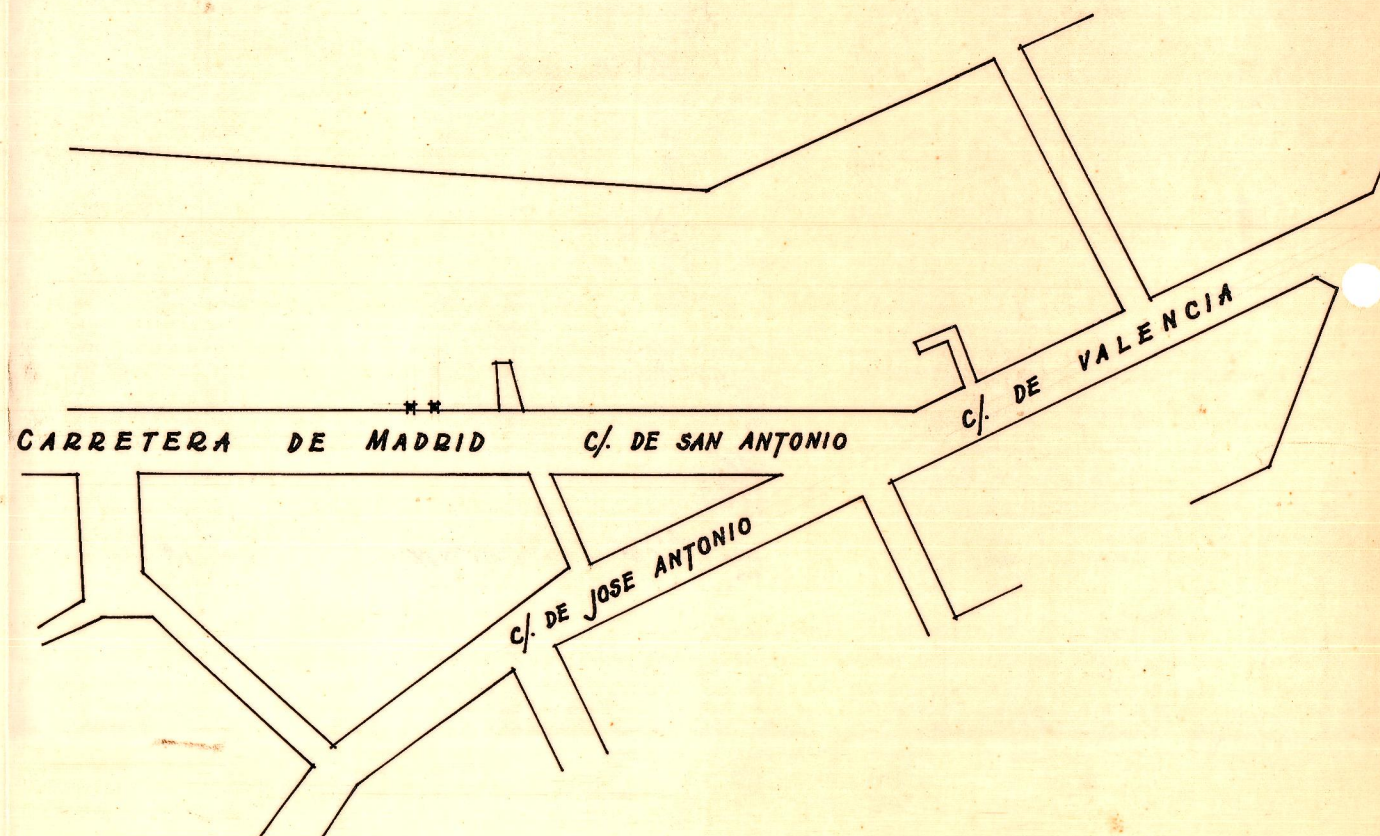 CARRETERA DE MADRID
C/. DE SAN ANTONIO
C/. DE VALENCIA
C/. DE JOSE ANTONIO